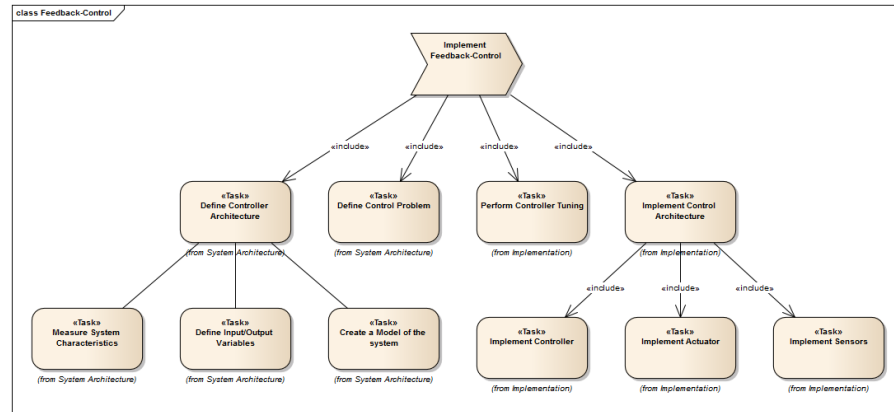 class Feedback-Control
Implement
Feedback-Control
«include»
«include»
«include»
«include»
«Task»
Define Controller
Architecture
(from System Architecture)
«Task»
Define Control Problem
(from System Architecture)
«Task»
Perform Controller Tuning
(from Implementation)
«Task»
Implement Control
Architecture
(from Implementation)
«include»
«include»
«include»
«Task»
Measure System
Characteristics
(from System Architecture)
«Task»
Define Input/Output
Variables
(from System Architecture)
«Task»
Create a Model of the
system
(from System Architecture)
«Task»
Implement Controller
(from Implementation)
«Task»
Implement Actuator
(from Implementation)
«Task»
Implement Sensors
(from Implementation)